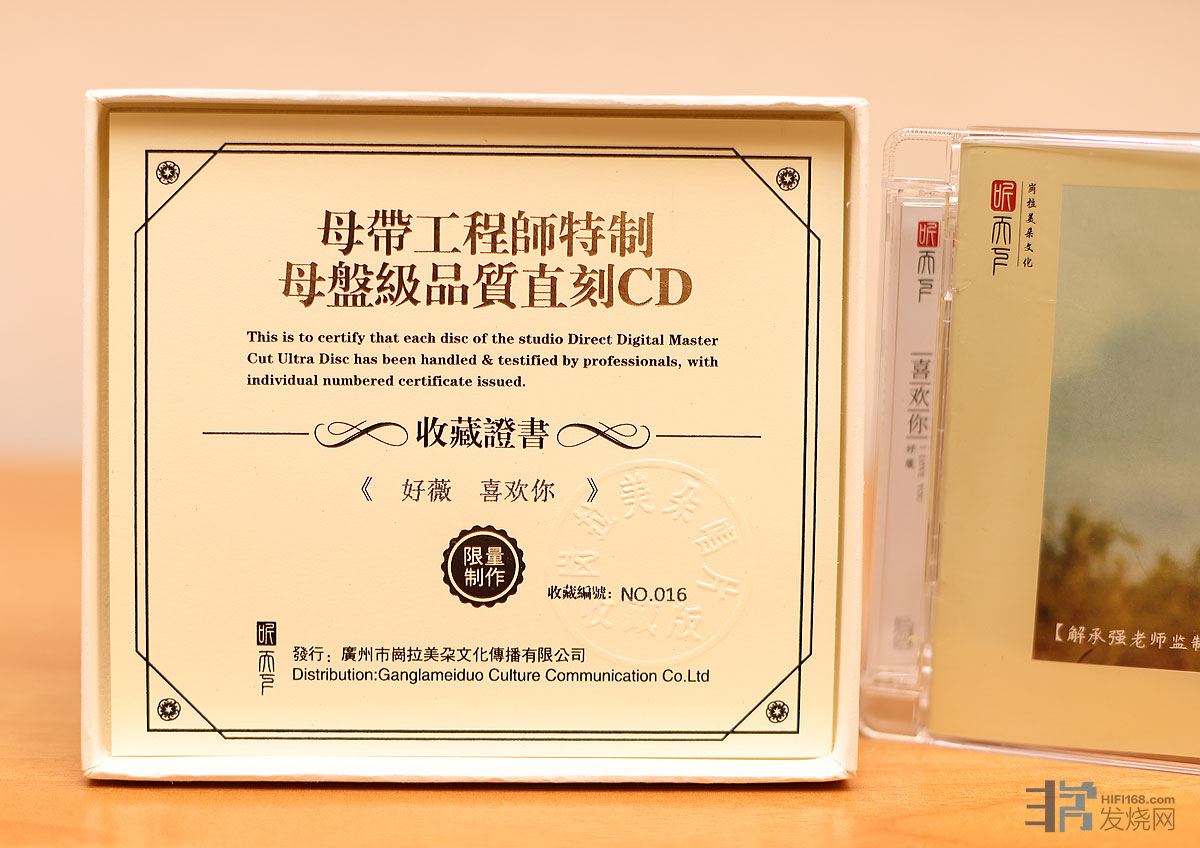 母帶工程師特制
母盤級品質直刻CD
This is to certify that each disc of the studio Direct Digital Master
Cut Ultra Disc has been handled & testified by professionals, with
individual numbered certificate issued.
收藏證書
《 好薇 喜欢你 》
限量
制作
收藏編號：NO.016
發行：廣州市崗拉美朵文化傳播有限公司
Distribution:Ganglameiduo Culture Communication Co.Ltd
喜欢你
I LOVE YOU
好薇
崗拉美朵文化
【解承强老师监制
HIFI168.com
发烧网